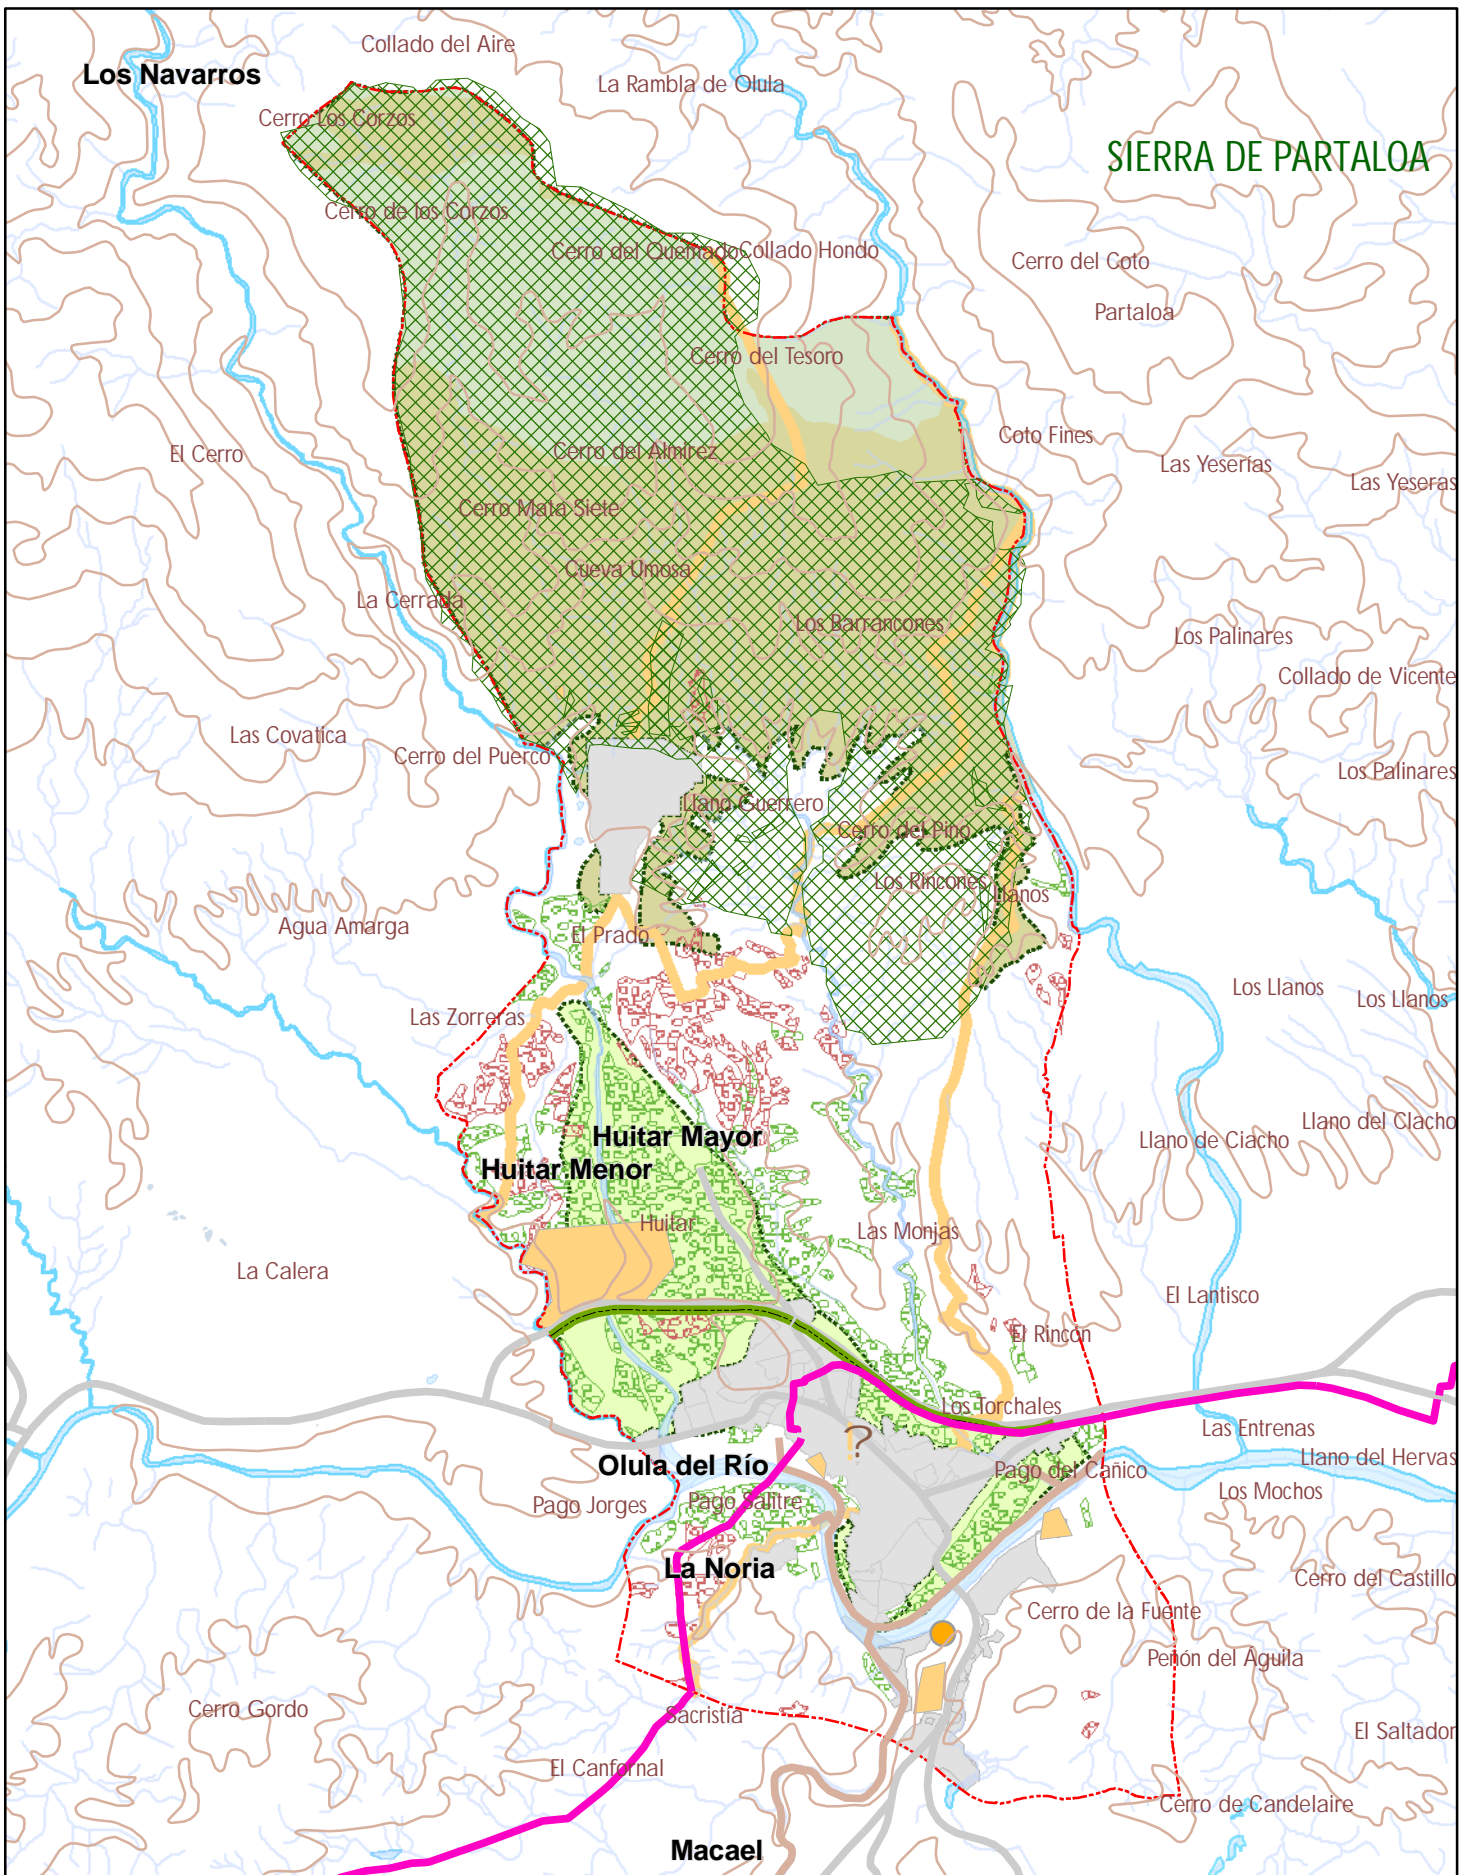 Collado del Aire
Los Navarros
La Rambla de Olula
Cerro Los Corzos
SIERRA DE PARTALOA
Cerro de los Corzos
Cerro del Quemado
Collado Hondo
Cerro del Coto
Partaloa
Cerro del Tesoro
Coto Fines
El Cerro
Cerro del Almirez
Las Yeserías
Las Yeseras
Cerro Mata Siete
Cueva Umosa
La Cerrada
Los Barrancones
Los Palinares
Collado de Vicente
Las Covatica
Cerro del Puerco
Los Palinares
Llano Guerrero
Cerro del Pino
Los Rincones
Llanos
Agua Amarga
El Prado
Los Llanos
Los Llanos
Las Zorreras
Llano del Clacho
Huitar Mayor
Llano de Ciacho
Huitar Menor
Huitar
Las Monjas
La Calera
El Lantisco
El Rincón
Los Torchales
Las Entrenas
?
Llano del Hervas
Olula del Río
Pago del Cañico
Los Mochos
Pago Jorges
Pago Salitre
La Noria
Cerro del Castillo
Cerro de la Fuente
Peñón del Águila
Cerro Gordo
Sacristía
El Saltador
El Canfornal
Cerro de Candelaire
Macael